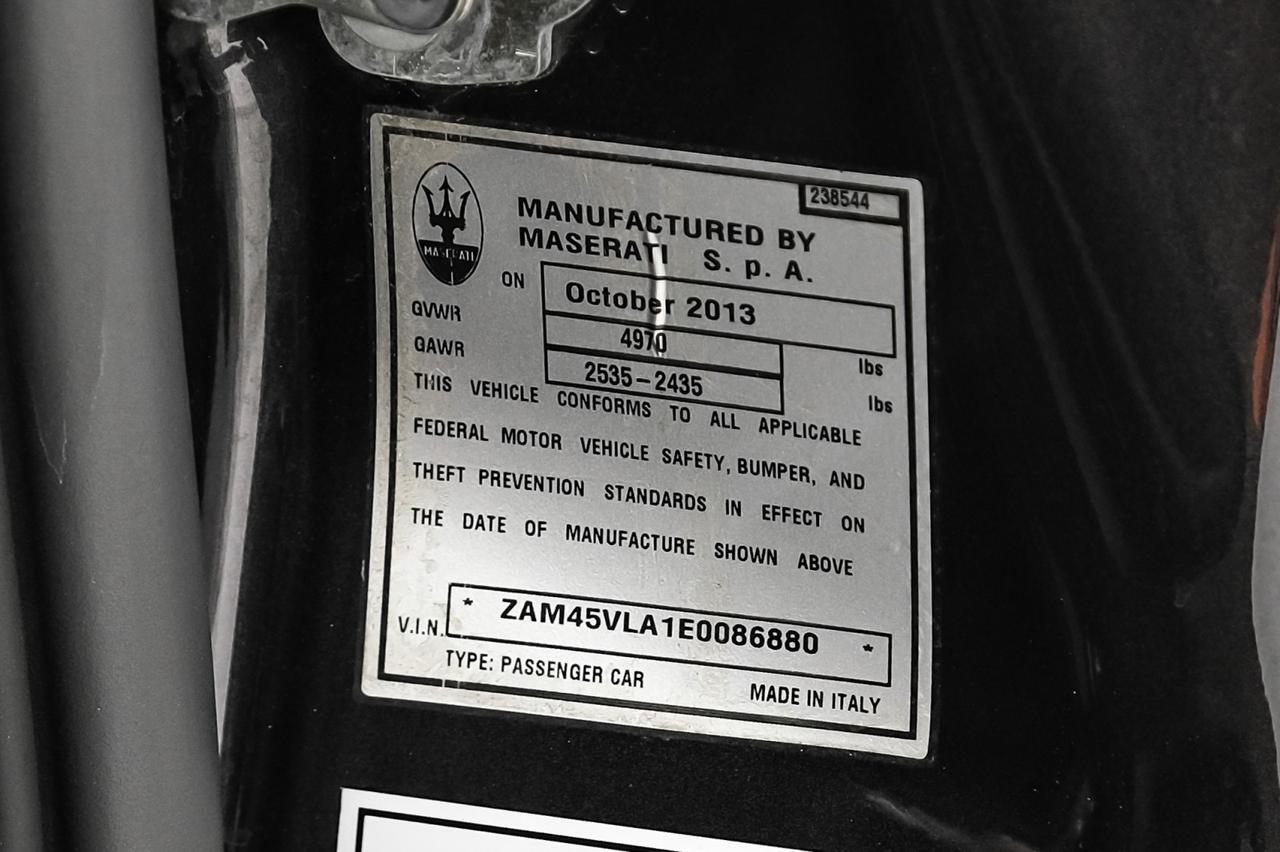 238544
MANUFACTURED BY
MASERATI S. p. A.
MASERATI
ON October 2013
GVWR 4970 lbs
GAWR 2535-2435 lbs
THIS VEHICLE CONFORMS TO ALL APPLICABLE
FEDERAL MOTOR VEHICLE SAFETY, BUMPER, AND
THEFT PREVENTION STANDARDS IN EFFECT ON
THE DATE OF MANUFACTURE SHOWN ABOVE
V.I.N. * ZAM45VLA1E0086880 *
TYPE: PASSENGER CAR MADE IN ITALY